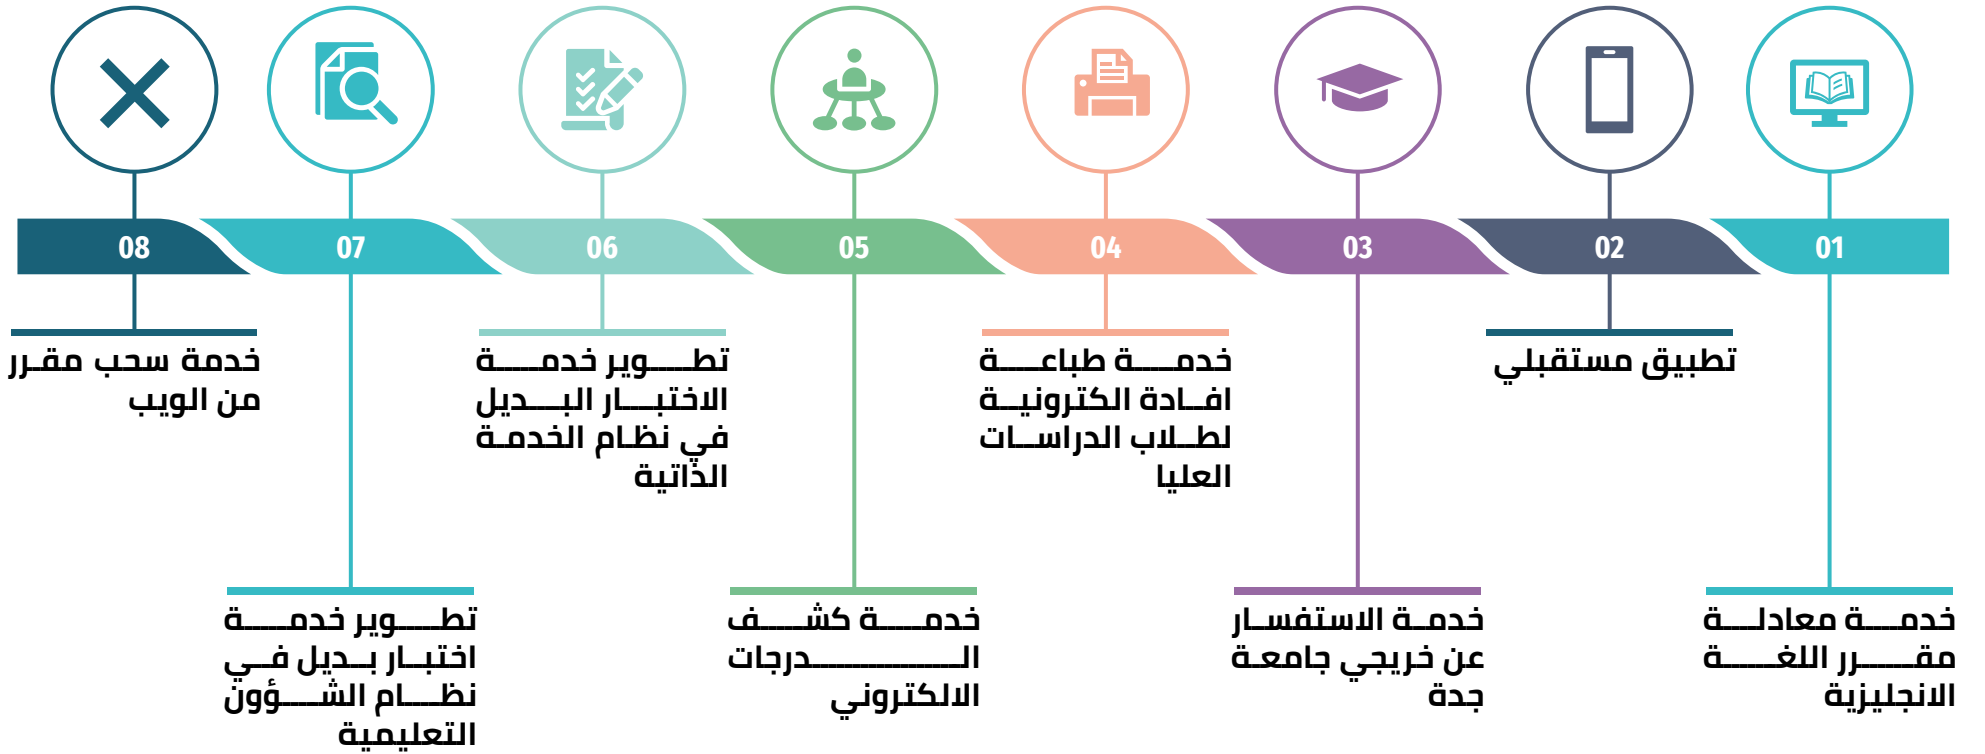 01
خدمة معادلة
مقرر اللغة
الانجليزية
02
تطبيق مستقبلي
03
خدمة الاستفسار
عن خريجي جامعة
جدة
04
خدمة طباعة
افادة الكترونية
لطلاب الدراسات
العليا
05
خدمة كشف
الدرجات
الالكتروني
06
تطوير خدمة
الاختبار البديل
في نظام الخدمة
الذاتية
07
تطوير خدمة
اختبار بديل في
نظام الشؤون
التعليمية
08
خدمة سحب مقرر
من الويب